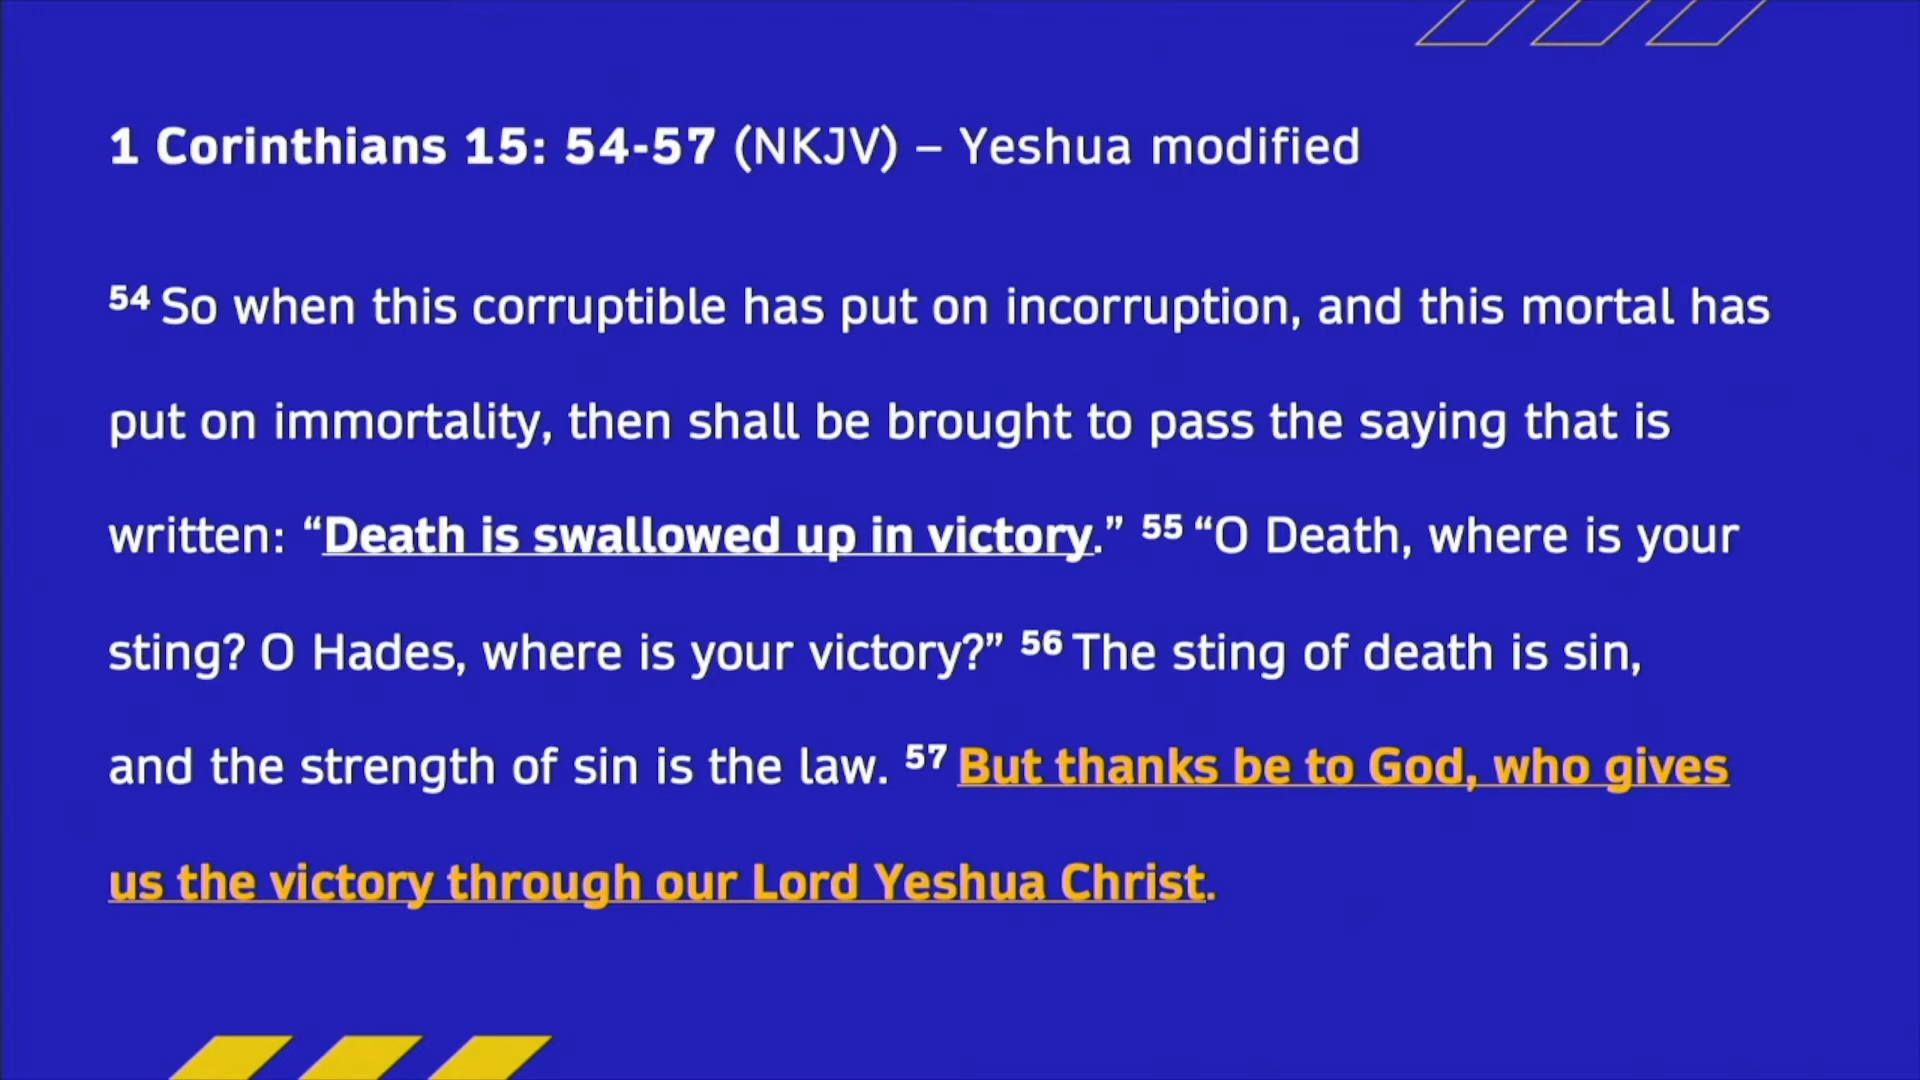 1 Corinthians 15: 54-57 (NKJV) – Yeshua modified
54 So when this corruptible has put on incorruption, and this mortal has
put on immortality, then shall be brought to pass the saying that is
written: “Death is swallowed up in victory.” 55 “O Death, where is your
sting? O Hades, where is your victory?” 56 The sting of death is sin,
and the strength of sin is the law. 57 But thanks be to God, who gives
us the victory through our Lord Yeshua Christ.